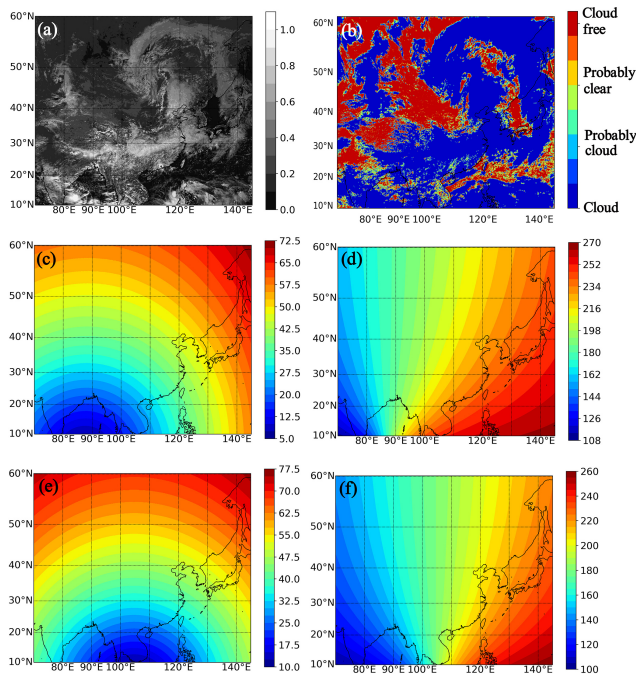 (a)
60°N
50°N
40°N
30°N
20°N
10°N
80°E 90°E 100°E 120°E 140°E
1.0
0.8
0.6
0.4
0.2
0.0
(b)
60°N
50°N
40°N
30°N
20°N
10°N
80°E 90°E 100°E 120°E 140°E
Cloud
free
Probably
clear
Probably
cloud
Cloud
(c)
60°N
50°N
40°N
30°N
20°N
10°N
80°E 90°E 100°E 120°E 140°E
72.5
65.0
57.5
50.0
42.5
35.0
27.5
20.0
12.5
5.0
(d)
60°N
50°N
40°N
30°N
20°N
10°N
80°E 90°E 100°E 120°E 140°E
270
252
234
216
198
180
162
144
126
108
(e)
60°N
50°N
40°N
30°N
20°N
10°N
80°E 90°E 100°E 120°E 140°E
77.5
70.0
62.5
55.0
47.5
40.0
32.5
25.0
17.5
10.0
(f)
60°N
50°N
40°N
30°N
20°N
10°N
80°E 90°E 100°E 120°E 140°E
260
240
220
200
180
160
140
120
100